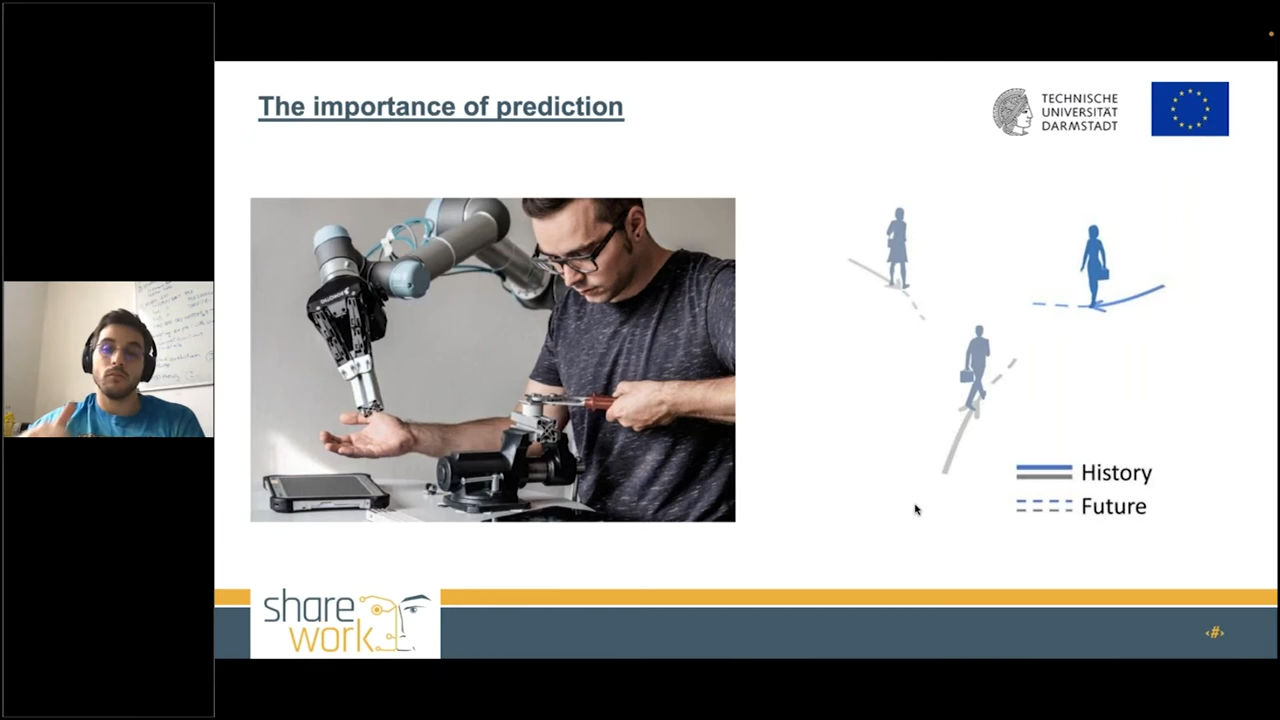 The importance of prediction
TECHNISCHE
UNIVERSITÄT
DARMSTADT
History
Future
share
work
‹#›